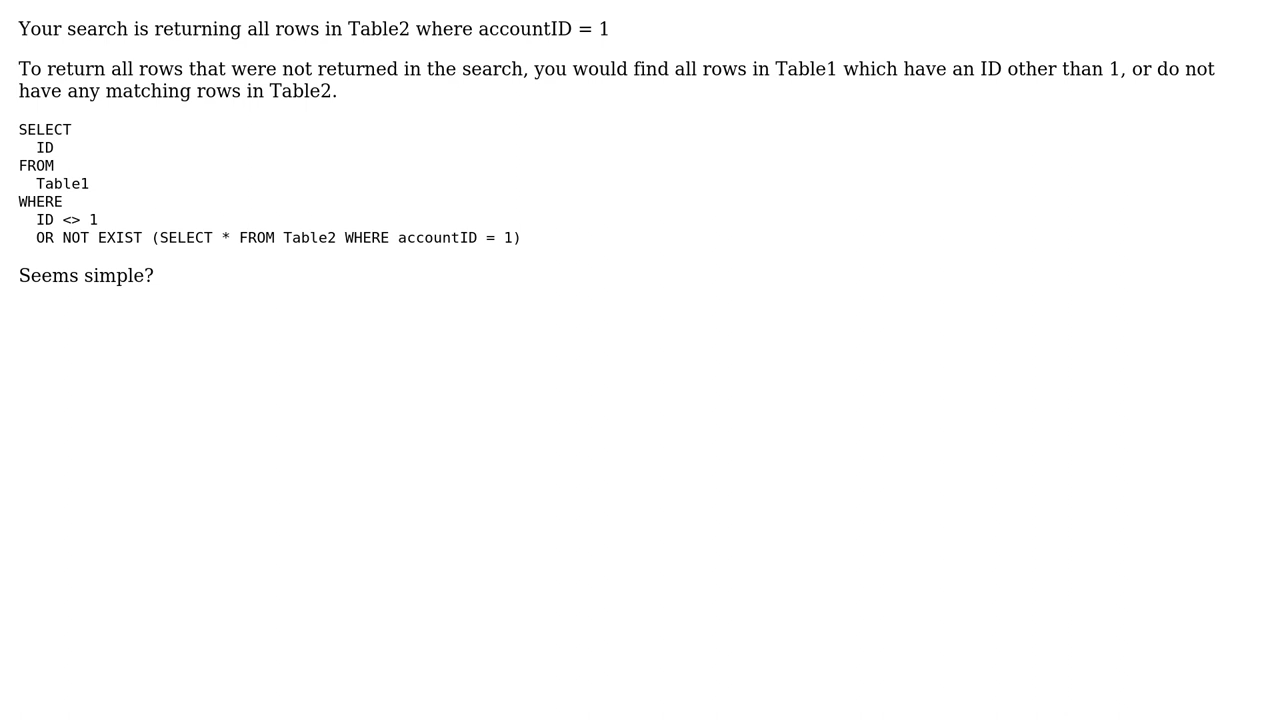 Your search is returning all rows in Table2 where accountID = 1
To return all rows that were not returned in the search, you would find all rows in Table1 which have an ID other than 1, or do not
have any matching rows in Table2.
SELECT
  ID
FROM
  Table1
WHERE
  ID <> 1
  OR NOT EXIST (SELECT * FROM Table2 WHERE accountID = 1)
Seems simple?